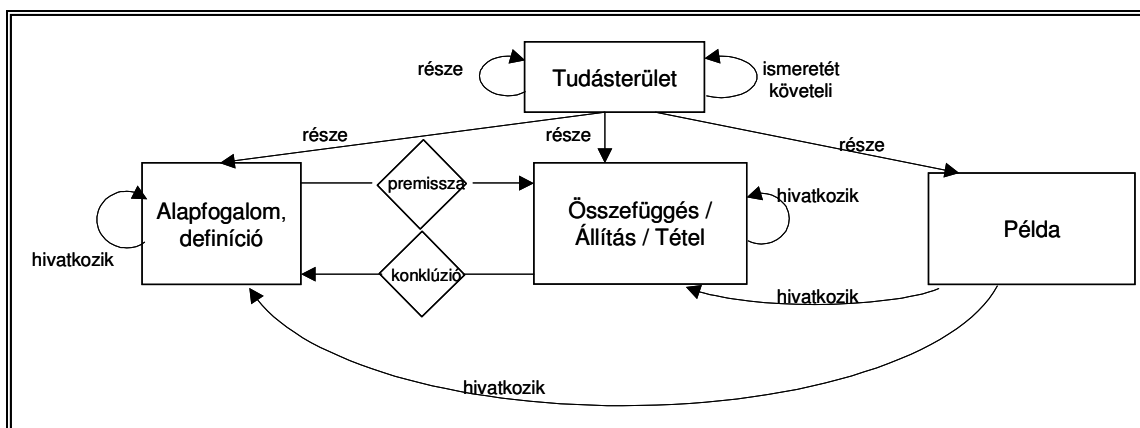 része
Tudásterület
ismeretét
követeli
része
része
része
Alapfogalom,
definíció
premissza
Összefüggés /
Állítás / Tétel
hivatkozik
Példa
hivatkozik
konklúzió
hivatkozik
hivatkozik